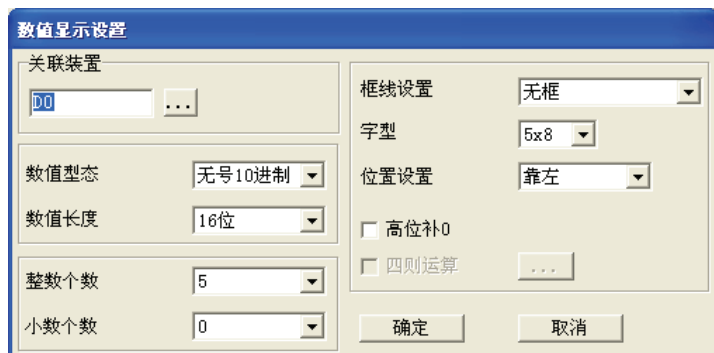 数值显示设置
关联装置
D0
...
数值型态 无号10进制
数值长度 16位
整数个数 5
小数个数 0
框线设置 无框
字型 5x8
位置设置 靠左
高位补0
四则运算 ...
确定 取消